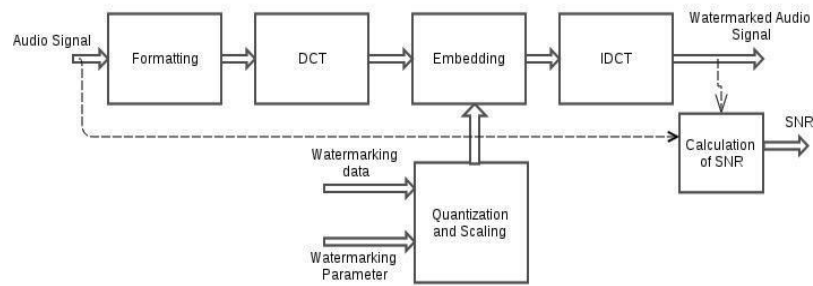 Watermarked Audio
Signal
Audio Signal
Formatting
DCT
Embedding
IDCT
SNR
Calculation
of SNR
Watermarking
data
Quantization
and Scaling
Watermarking
Parameter